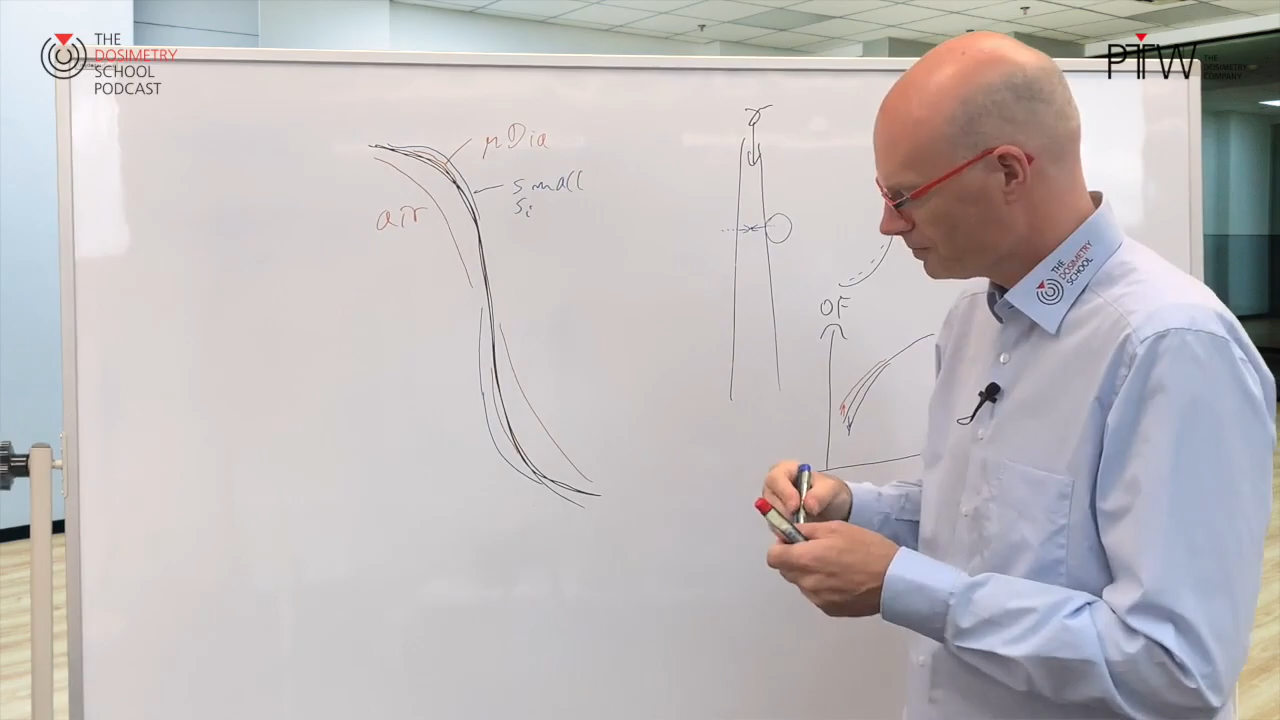 THE
DOSIMETRY
SCHOOL
PODCAST
PTW
THE
DOSIMETRY
COMPANY
µDia
small
Si
air
OF
THE
DOSIMETRY
SCHOOL